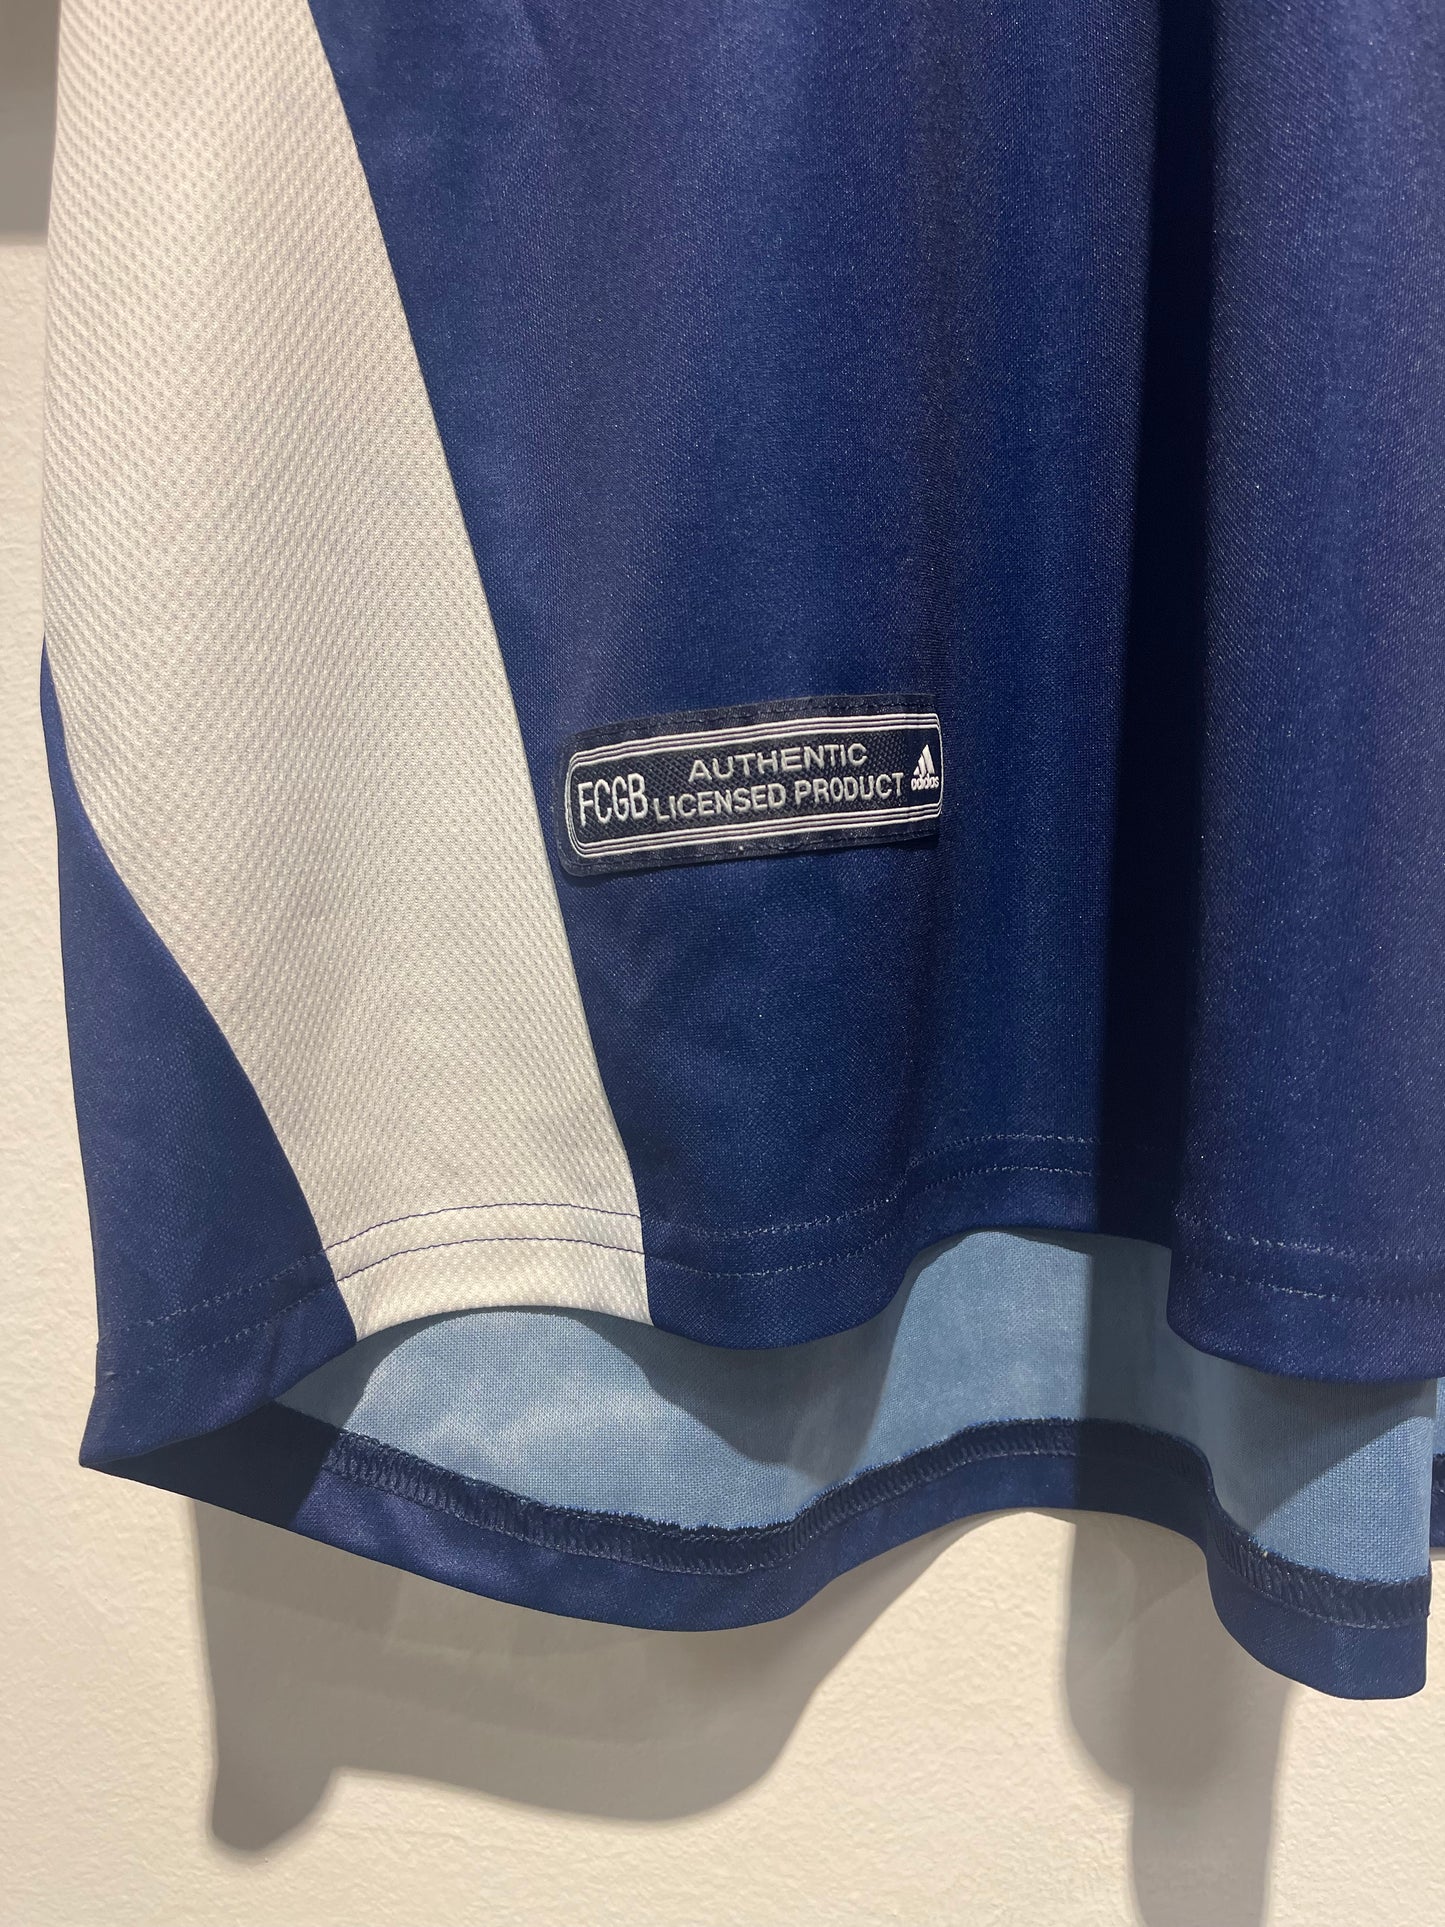 FCGB
AUTHENTIC
LICENSED PRODUCT
adidas